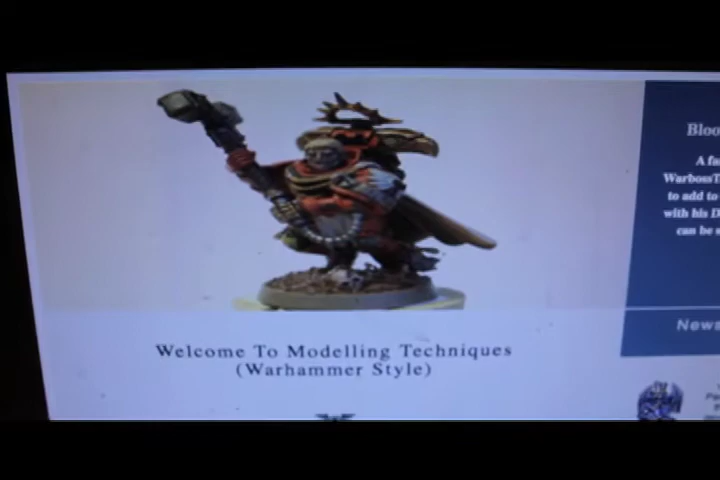 Welcome To Modelling Techniques
(Warhammer Style)
Bloo
A fa
WarbossT
to add to
with his D
can be s
News